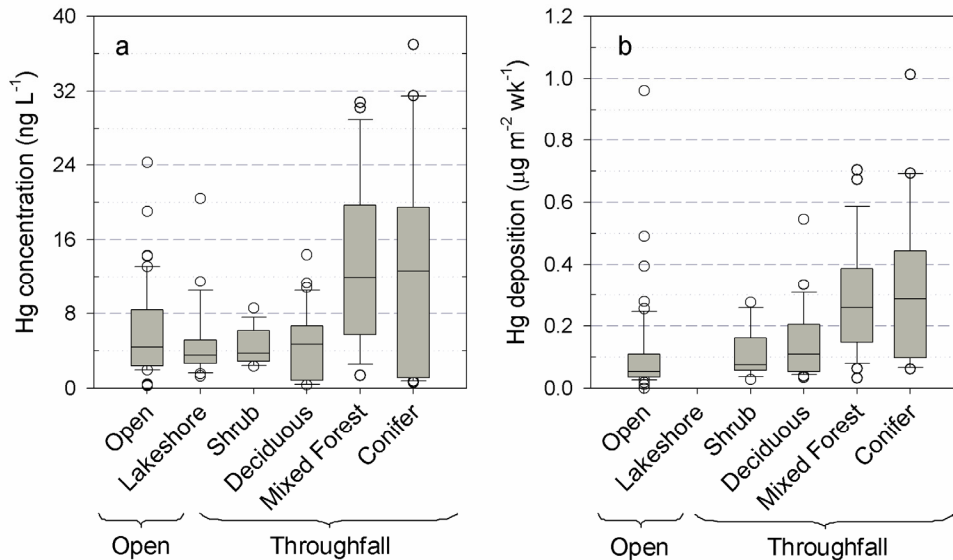 a
Hg concentration (ng L⁻¹)
40
32
24
16
8
0
Open
Lakeshore
Shrub
Deciduous
Mixed Forest
Conifer
Open
Throughfall
b
Hg deposition (μg m⁻² wk⁻¹)
1.2
1.0
0.8
0.6
0.4
0.2
0.0
Open
Lakeshore
Shrub
Deciduous
Mixed Forest
Conifer
Open
Throughfall